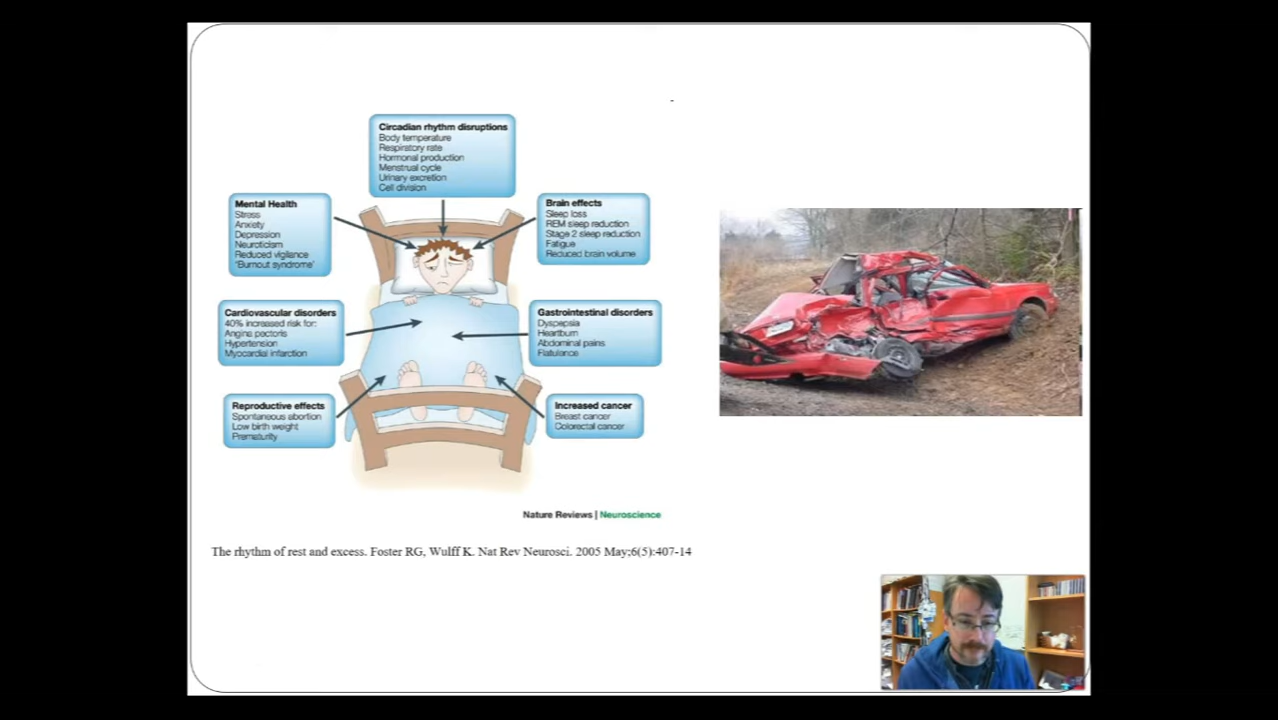 Circadian rhythm disruptions
Body temperature
Respiratory rate
Hormonal production
Menstrual cycle
Urinary excretion
Cell division
Mental Health
Stress
Anxiety
Depression
Neuroticism
Reduced vigilance
'Burnout syndrome'
Brain effects
Sleep loss
REM sleep reduction
Stage 2 sleep reduction
Fatigue
Reduced brain volume
Cardiovascular disorders
40% increased risk for:
Angina pectoris
Hypertension
Myocardial infarction
Gastrointestinal disorders
Dyspepsia
Heartburn
Abdominal pains
Flatulance
Reproductive effects
Spontaneous abortion
Low birth weight
Prematurity
Increased cancer
Breast cancer
Colorectal cancer
Nature Reviews | Neuroscience
The rhythm of rest and excess. Foster RG, Wulff K. Nat Rev Neurosci. 2005 May;6(5):407-14